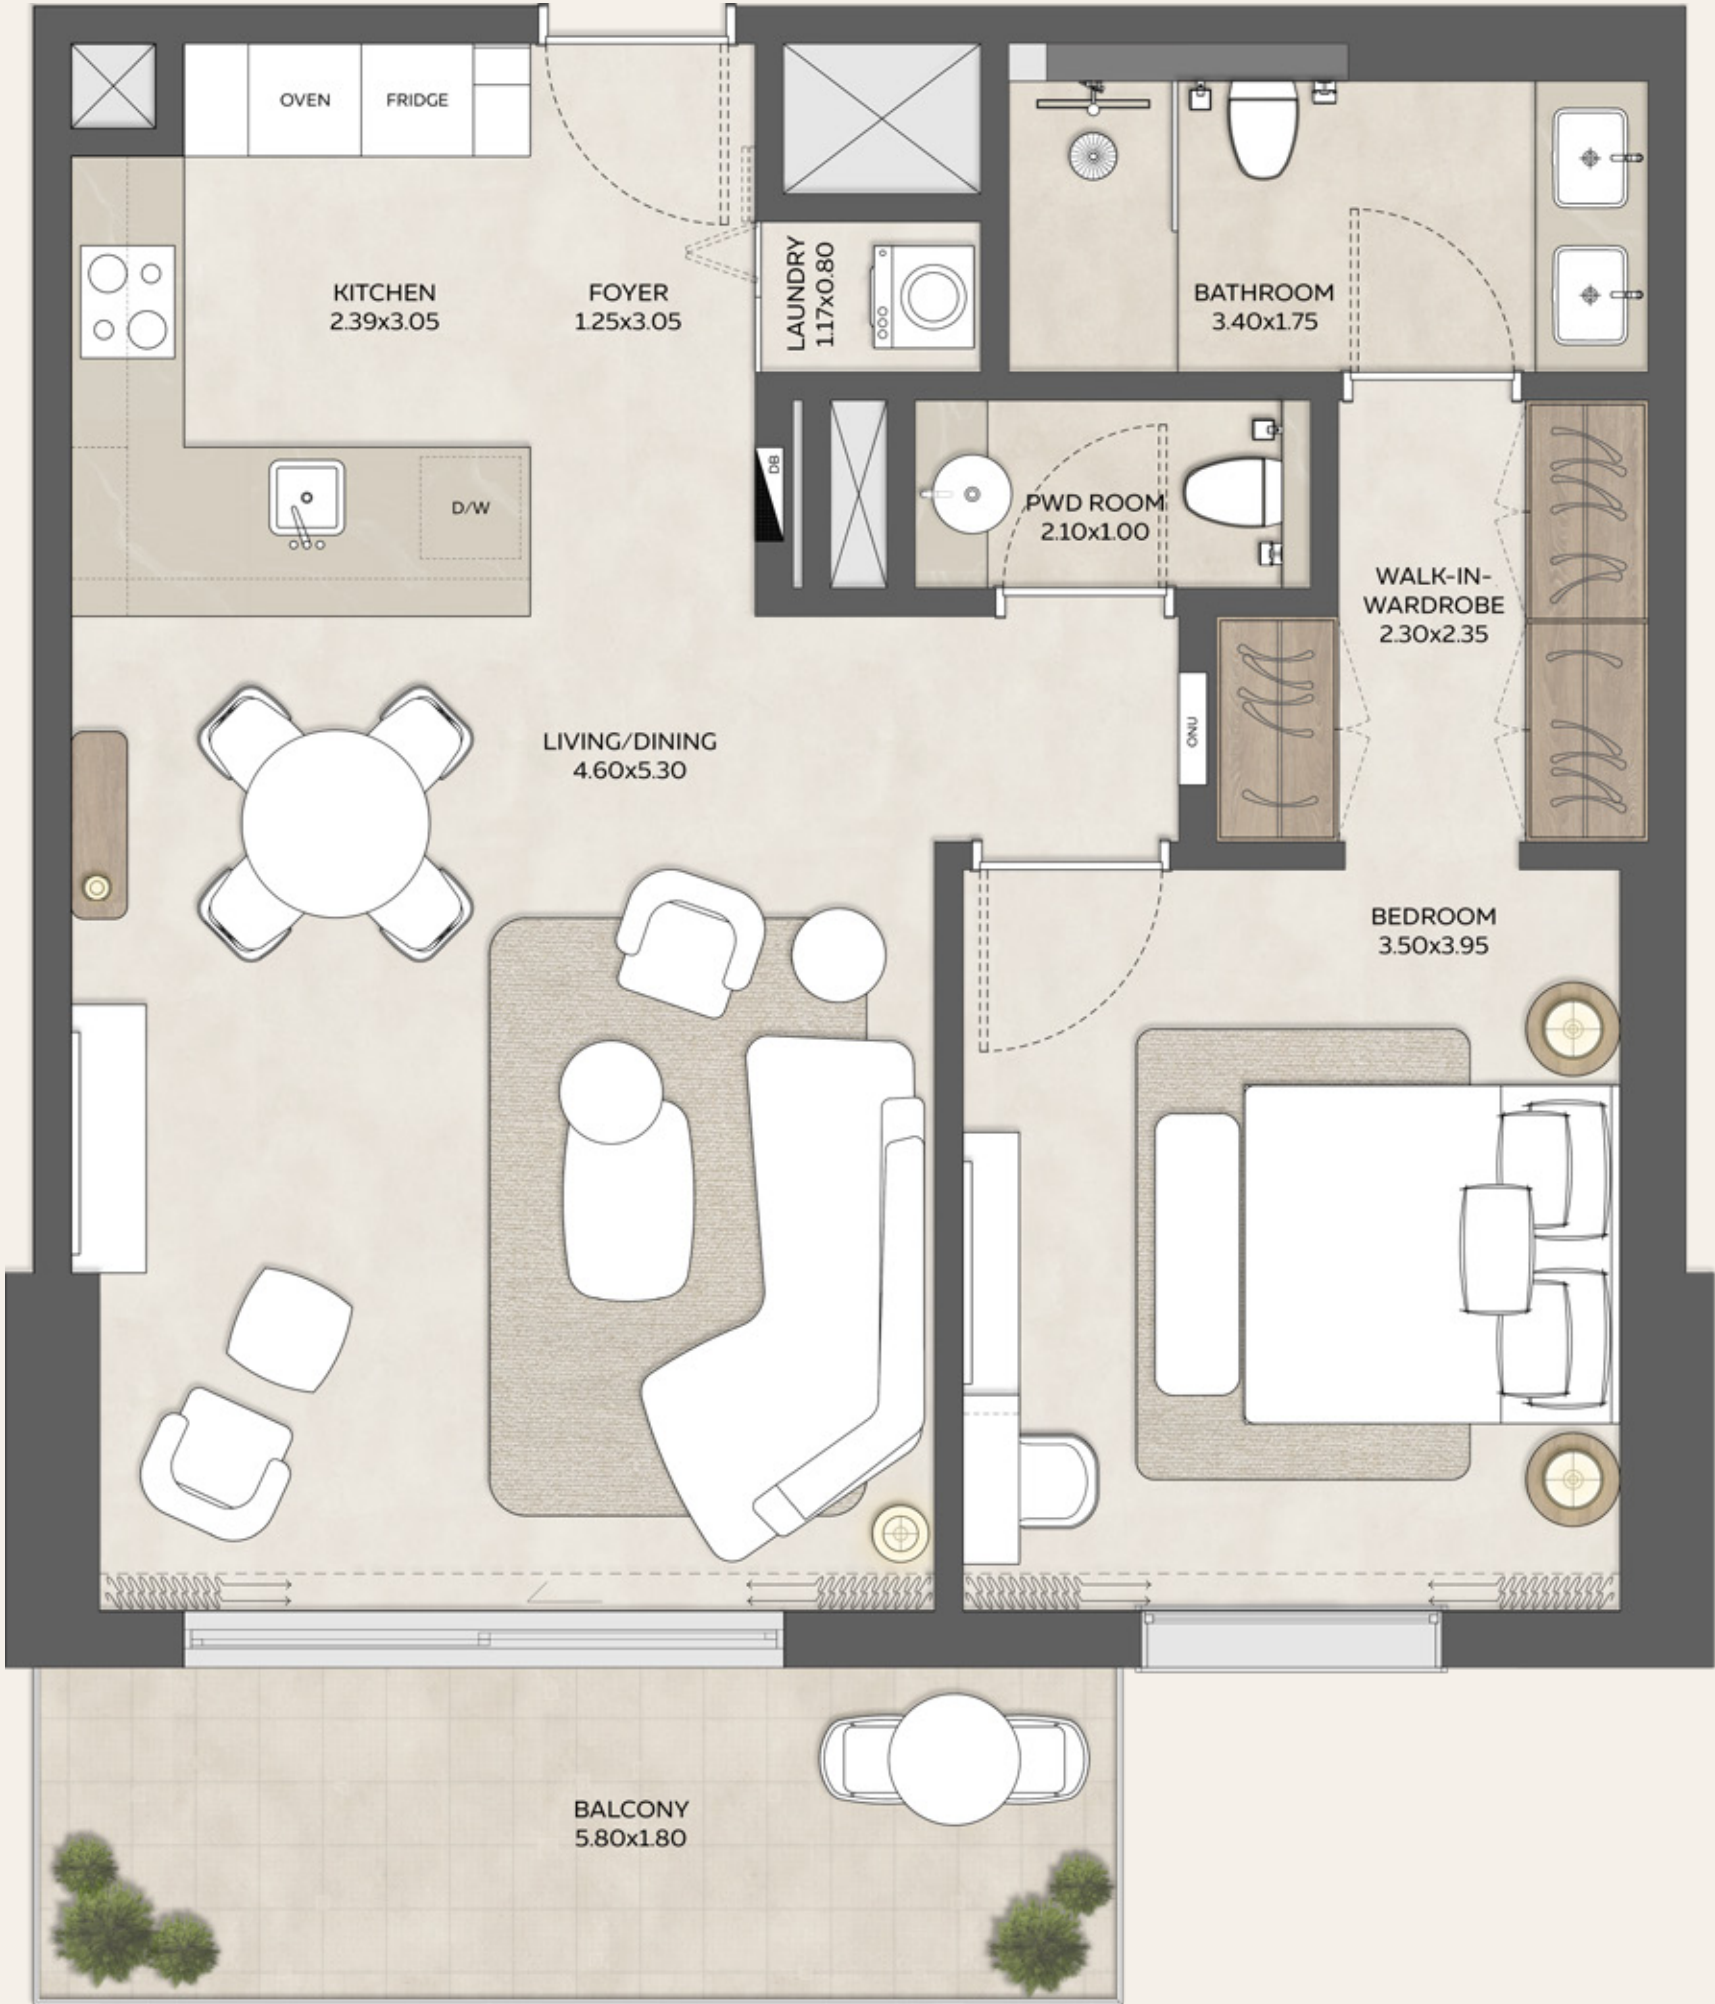 OVEN
FRIDGE
KITCHEN
2.39x3.05
FOYER
1.25x3.05
LAUNDRY
1.17x0.80
BATHROOM
3.40x1.75
D/W
DB
PWD ROOM
2.10x1.00
WALK-IN-
WARDROBE
2.30x2.35
LIVING/DINING
4.60x5.30
ONU
BEDROOM
3.50x3.95
BALCONY
5.80x1.80